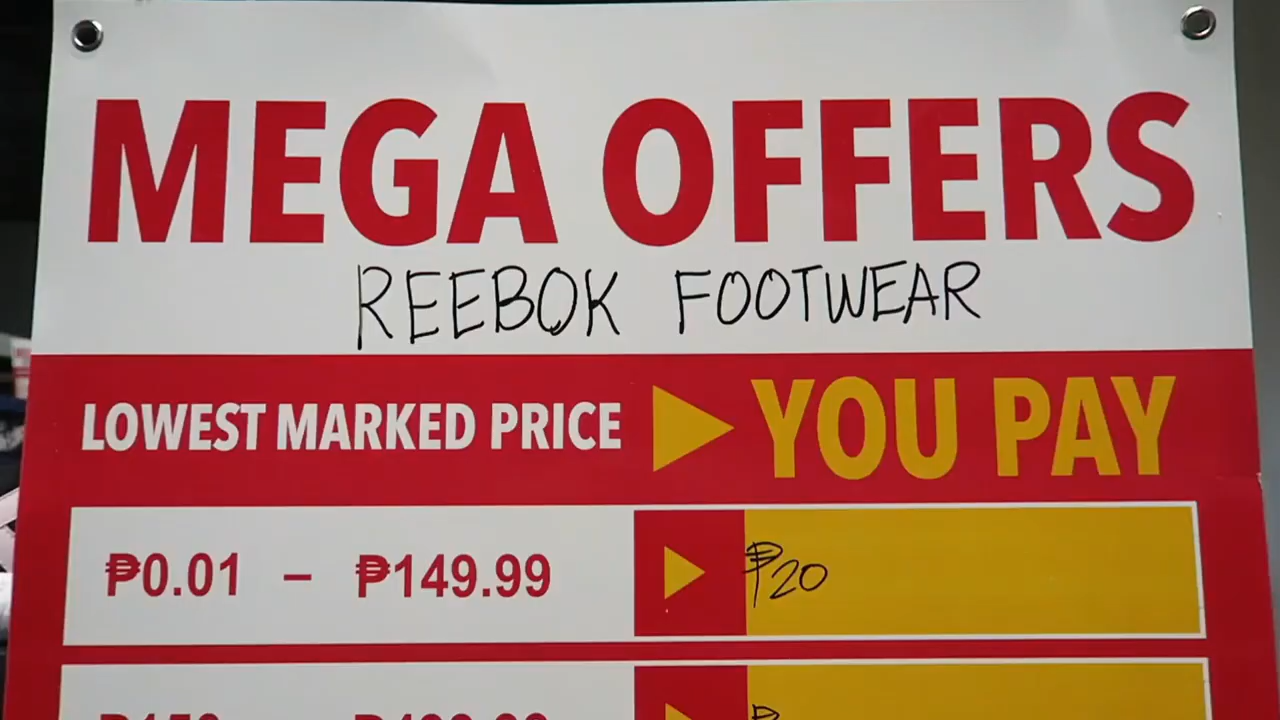 MEGA OFFERS
REEBOK FOOTWEAR
LOWEST MARKED PRICE YOU PAY
₱0.01 – ₱149.99 ₱20